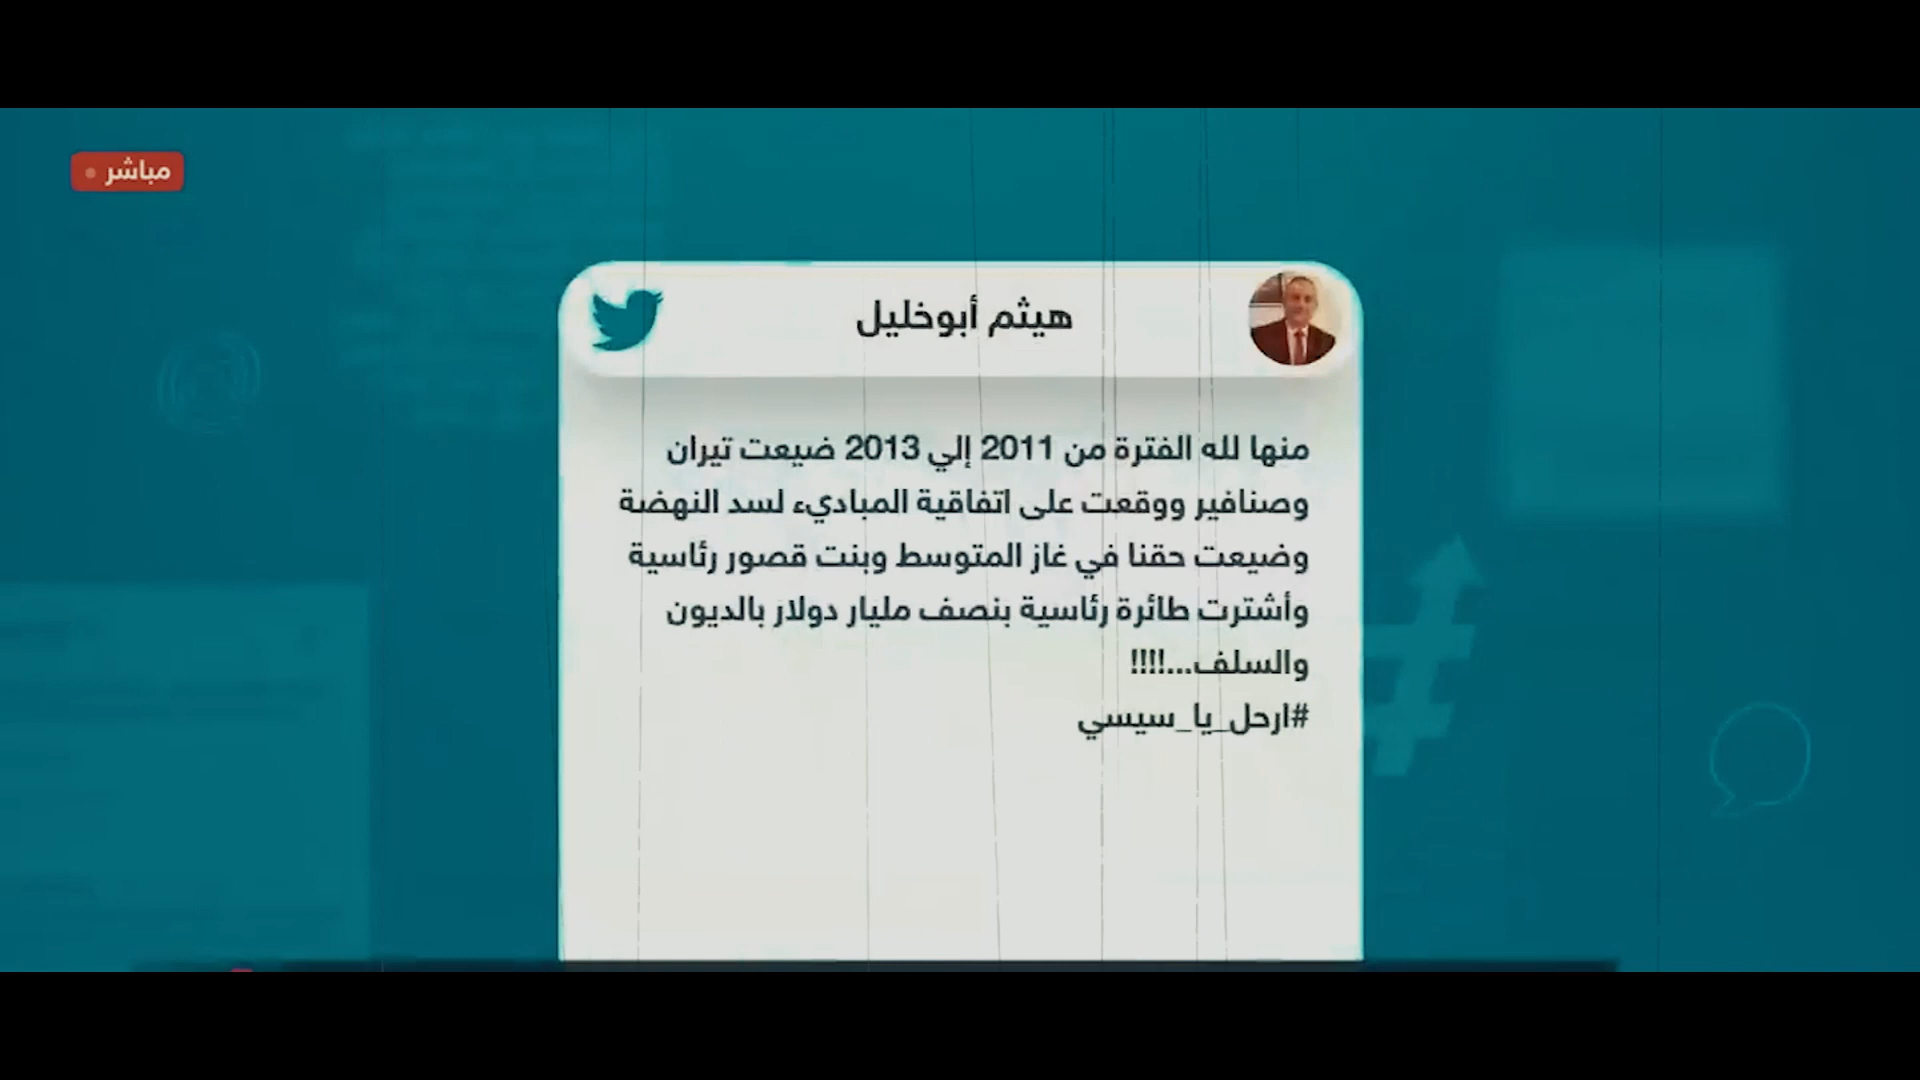 مباشر
هيثم أبوخليل
منها لله الفترة من 2011 إلي 2013 ضيعت تيران
وصنافير ووقعت على اتفاقية المباديء لسد النهضة
وضيعت حقنا في غاز المتوسط وبنت قصور رئاسية
وأشترت طائرة رئاسية بنصف مليار دولار بالديون
والسلف...!!!!
#ارحل_يا_سيسي